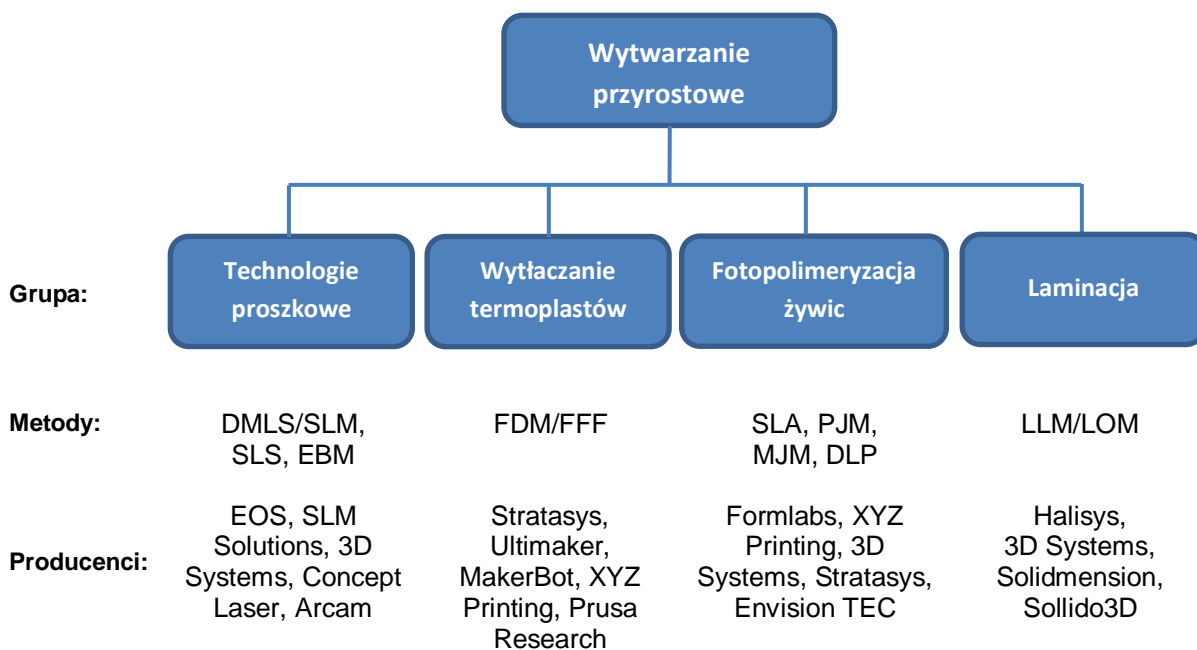 Wytwarzanie
przyrostowe
Grupa:
Technologie
proszkowe
Wytłaczanie
termoplastów
Fotopolimeryzacja
żywic
Laminacja
Metody:
DMLS/SLM,
SLS, EBM
FDM/FFF
SLA, PJM,
MJM, DLP
LLM/LOM
Producenci:
EOS, SLM
Solutions, 3D
Systems, Concept
Laser, Arcam
Stratasys,
Ultimaker,
MakerBot, XYZ
Printing, Prusa
Research
Formlabs, XYZ
Printing, 3D
Systems, Stratasys,
Envision TEC
Halisys,
3D Systems,
Solidmension,
Sollido3D